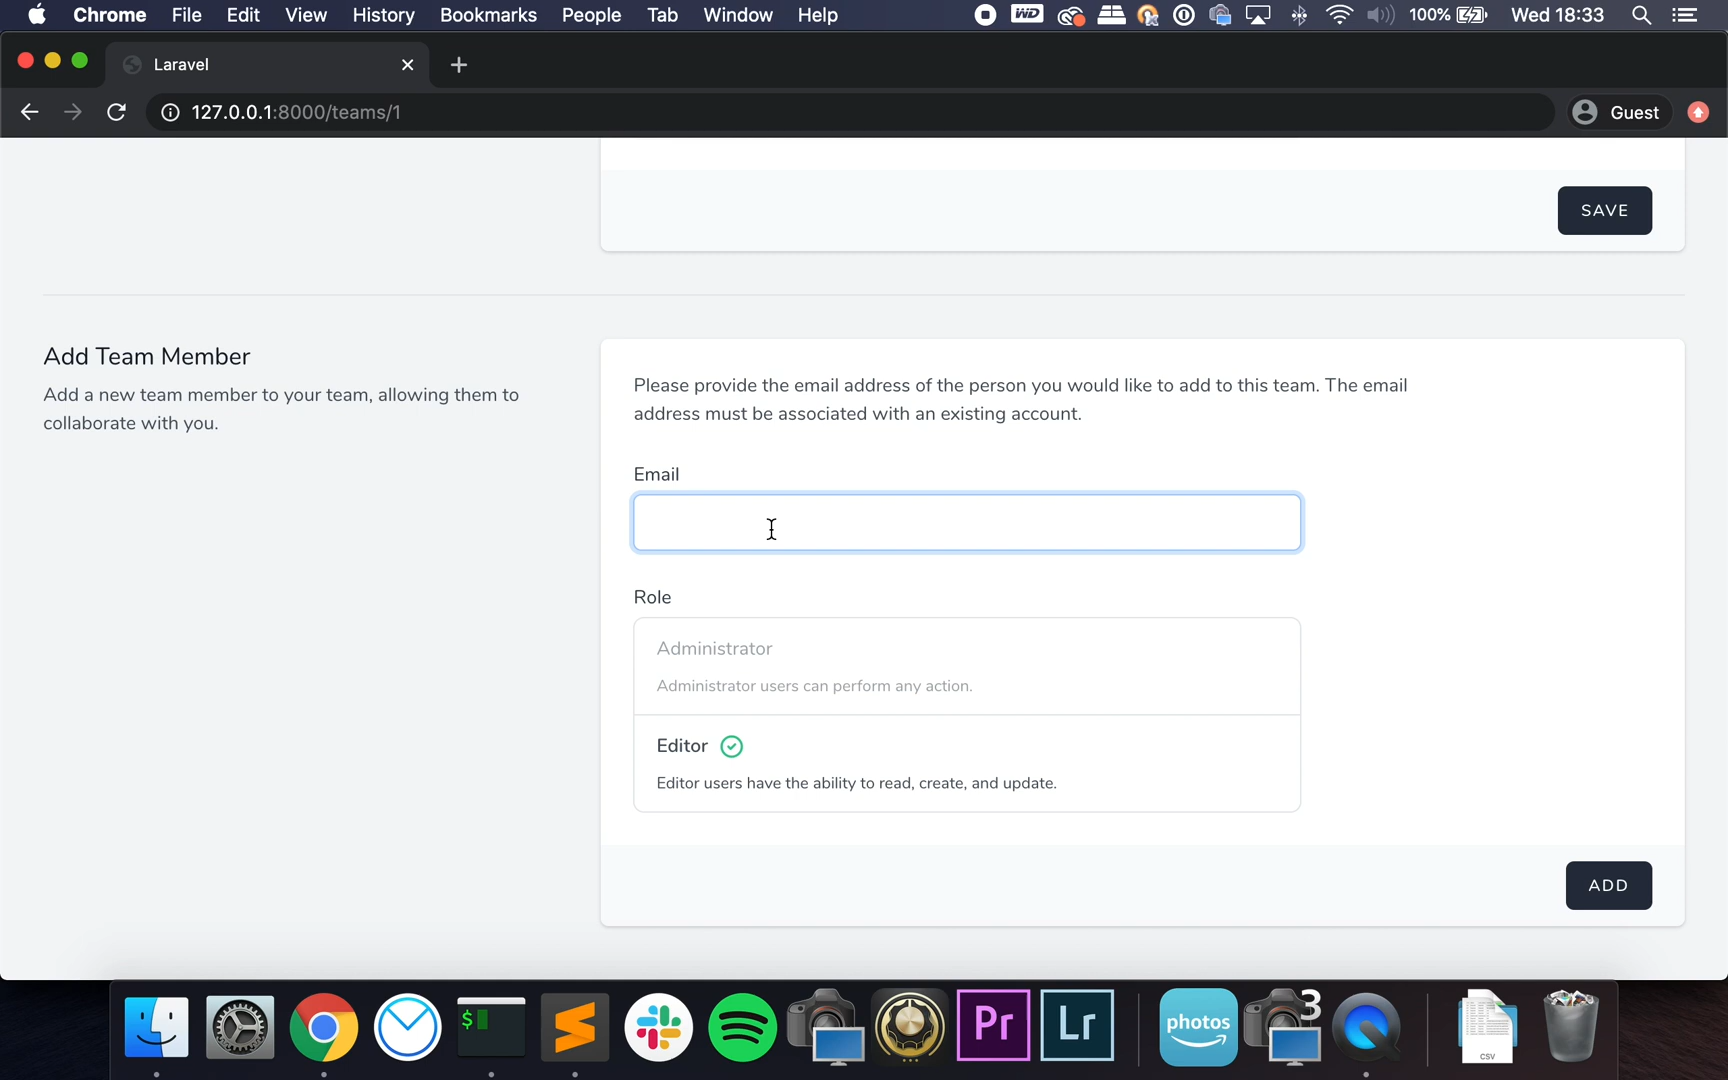 Chrome File Edit View History Bookmarks People Tab Window Help WD 100% Wed 18:33
Laravel
127.0.0.1:8000/teams/1 Guest
SAVE
Add Team Member
Add a new team member to your team, allowing them to
collaborate with you.
Please provide the email address of the person you would like to add to this team. The email
address must be associated with an existing account.
Email
Role
Administrator
Administrator users can perform any action.
Editor
Editor users have the ability to read, create, and update.
ADD
$ Pr Lr photos 3 CSV